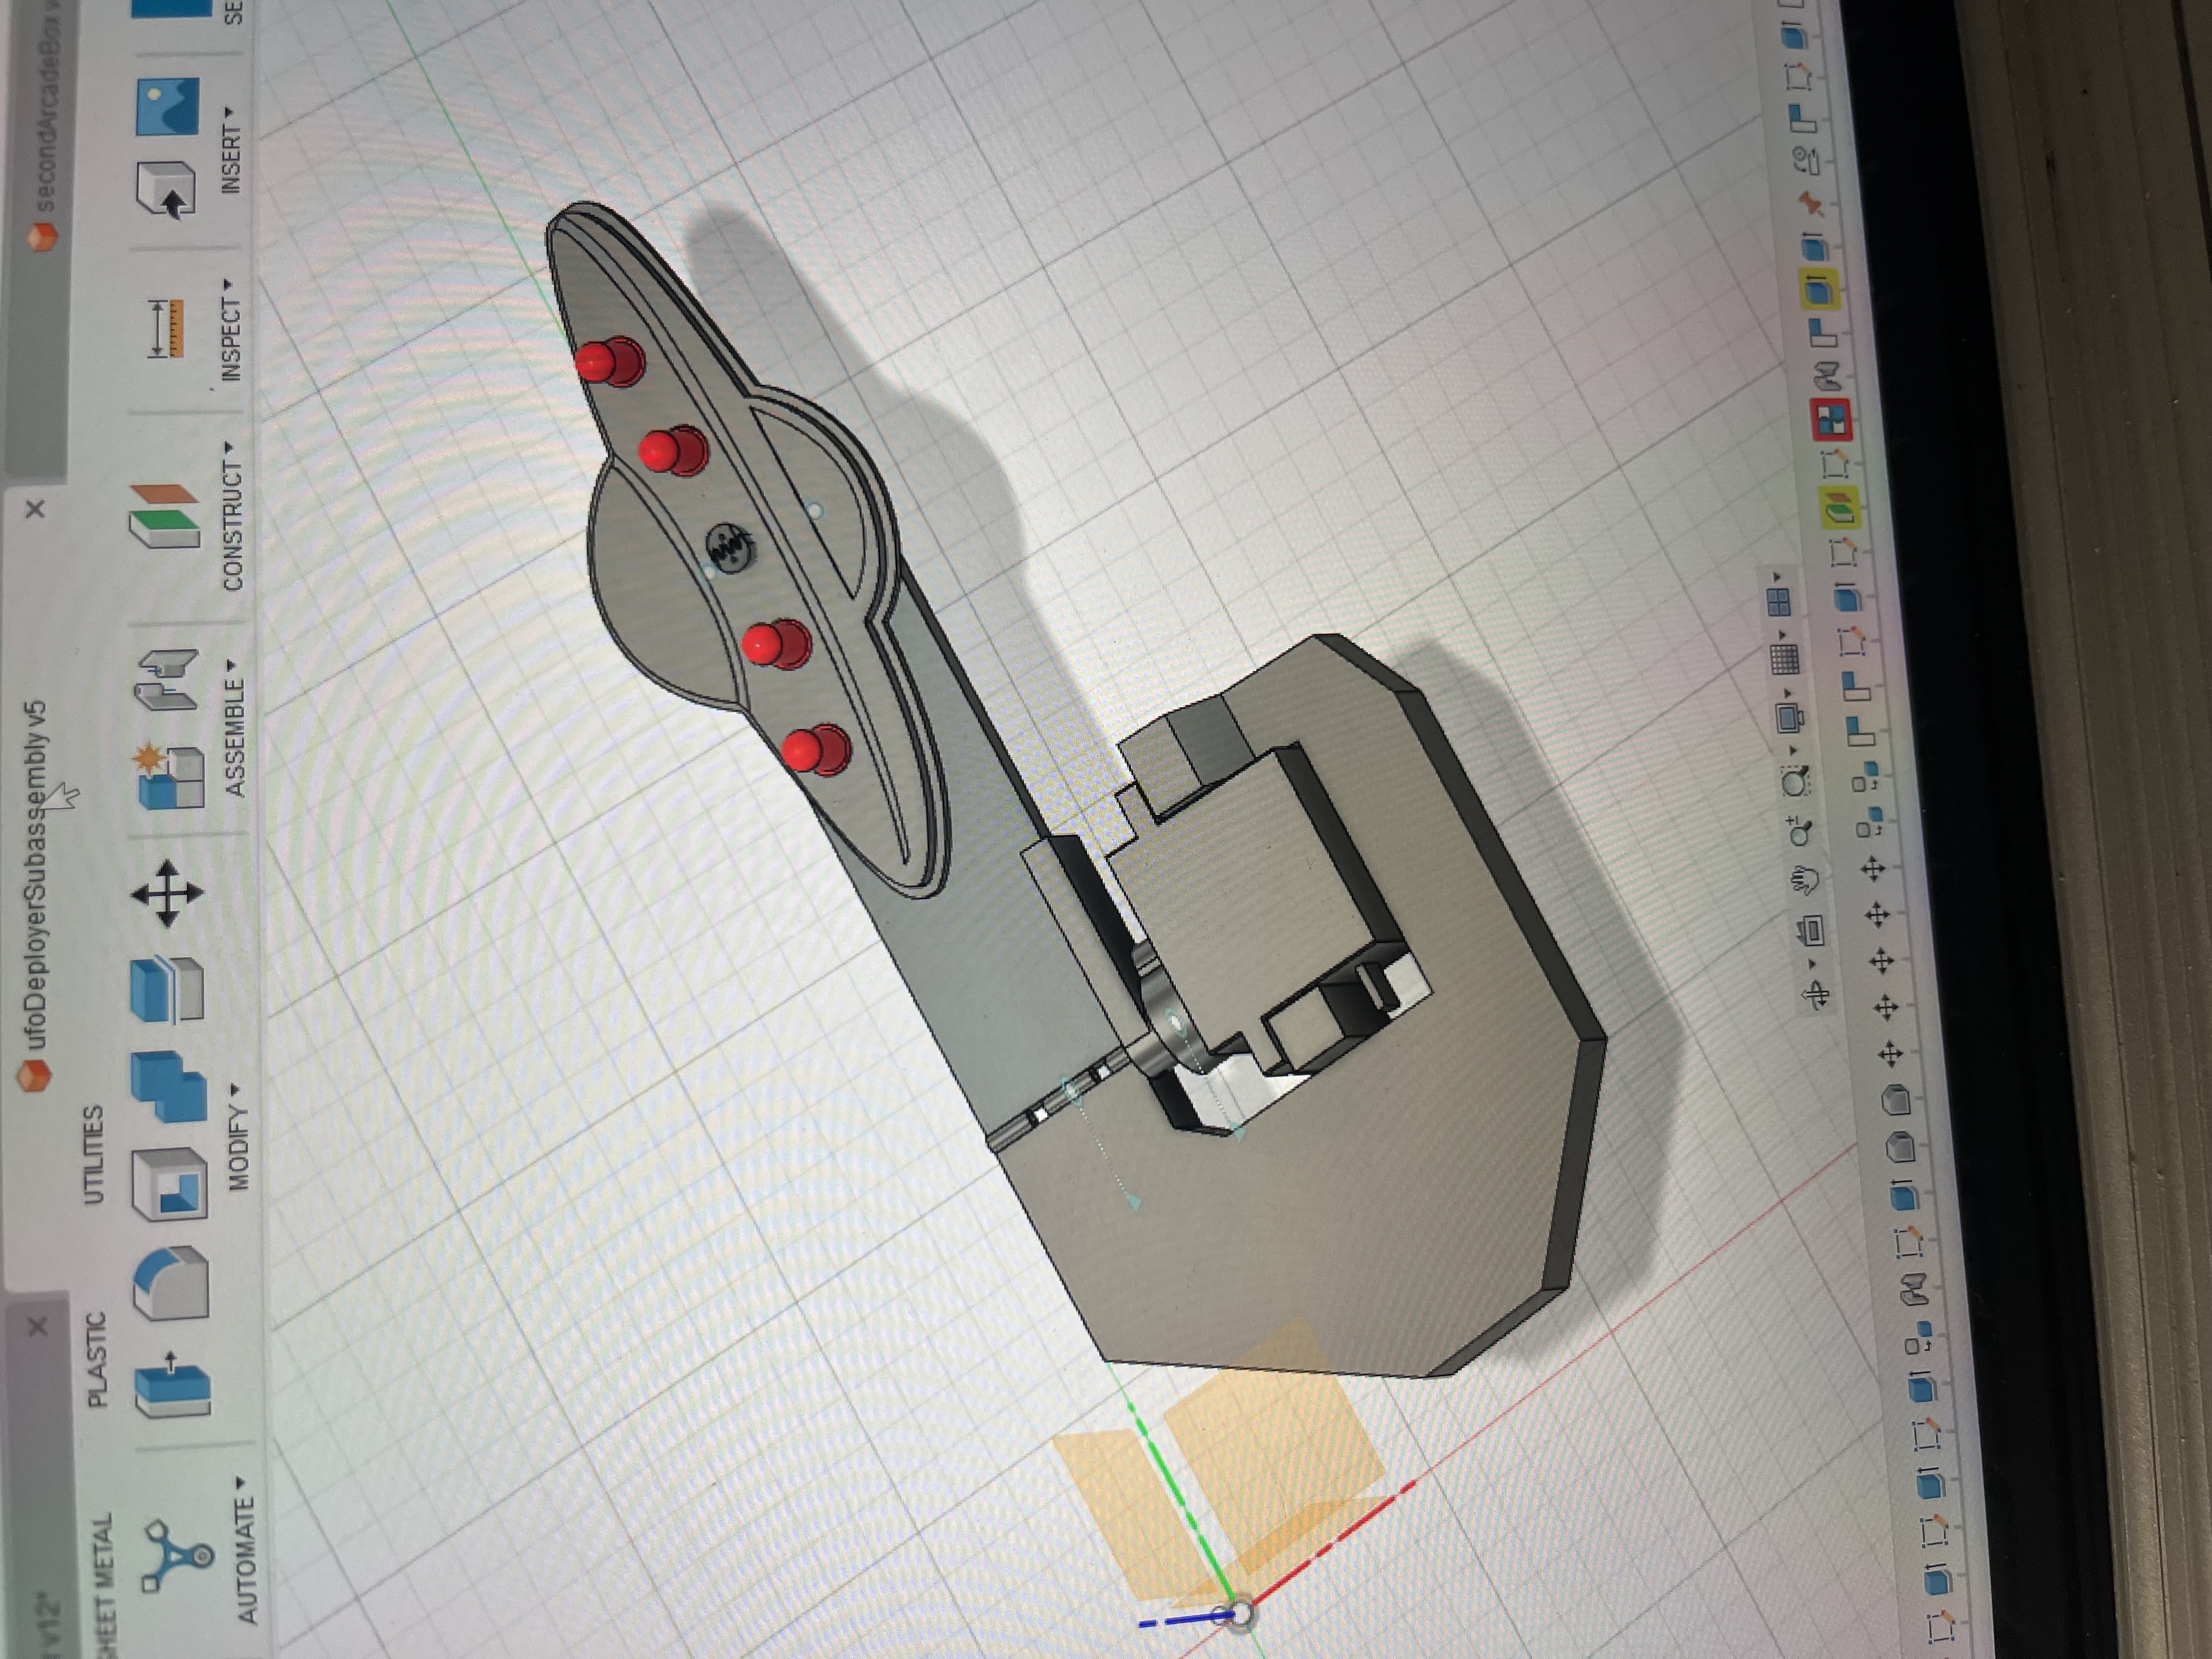 r v12*
ufoDeployerSubassembly v5
secondArcadeBox v
SHEET METAL PLASTIC UTILITIES
AUTOMATE MODIFY ASSEMBLE CONSTRUCT INSPECT INSERT SE